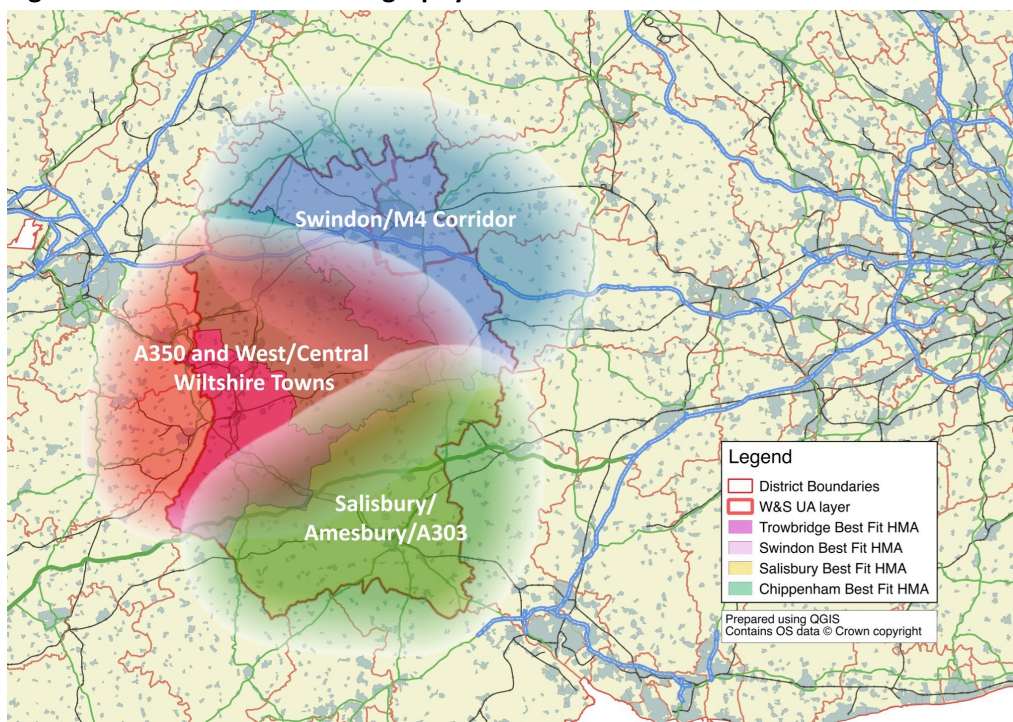 Swindon/M4 Corridor
A350 and West/Central
Wiltshire Towns
Salisbury/
Amesbury/A303
Legend
District Boundaries
W&S UA layer
Trowbridge Best Fit HMA
Swindon Best Fit HMA
Salisbury Best Fit HMA
Chippenham Best Fit HMA
Prepared using QGIS
Contains OS data © Crown copyright